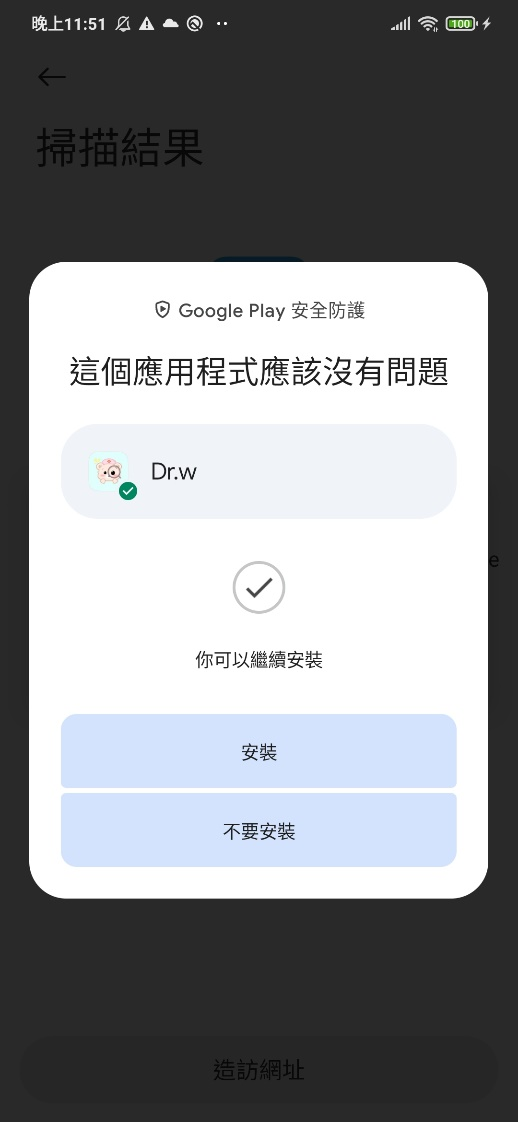 晚上11:51
100
掃描結果
Google Play 安全防護
這個應用程式應該沒有問題
Dr.w
e
你可以繼續安裝
安裝
不要安裝
造訪網址